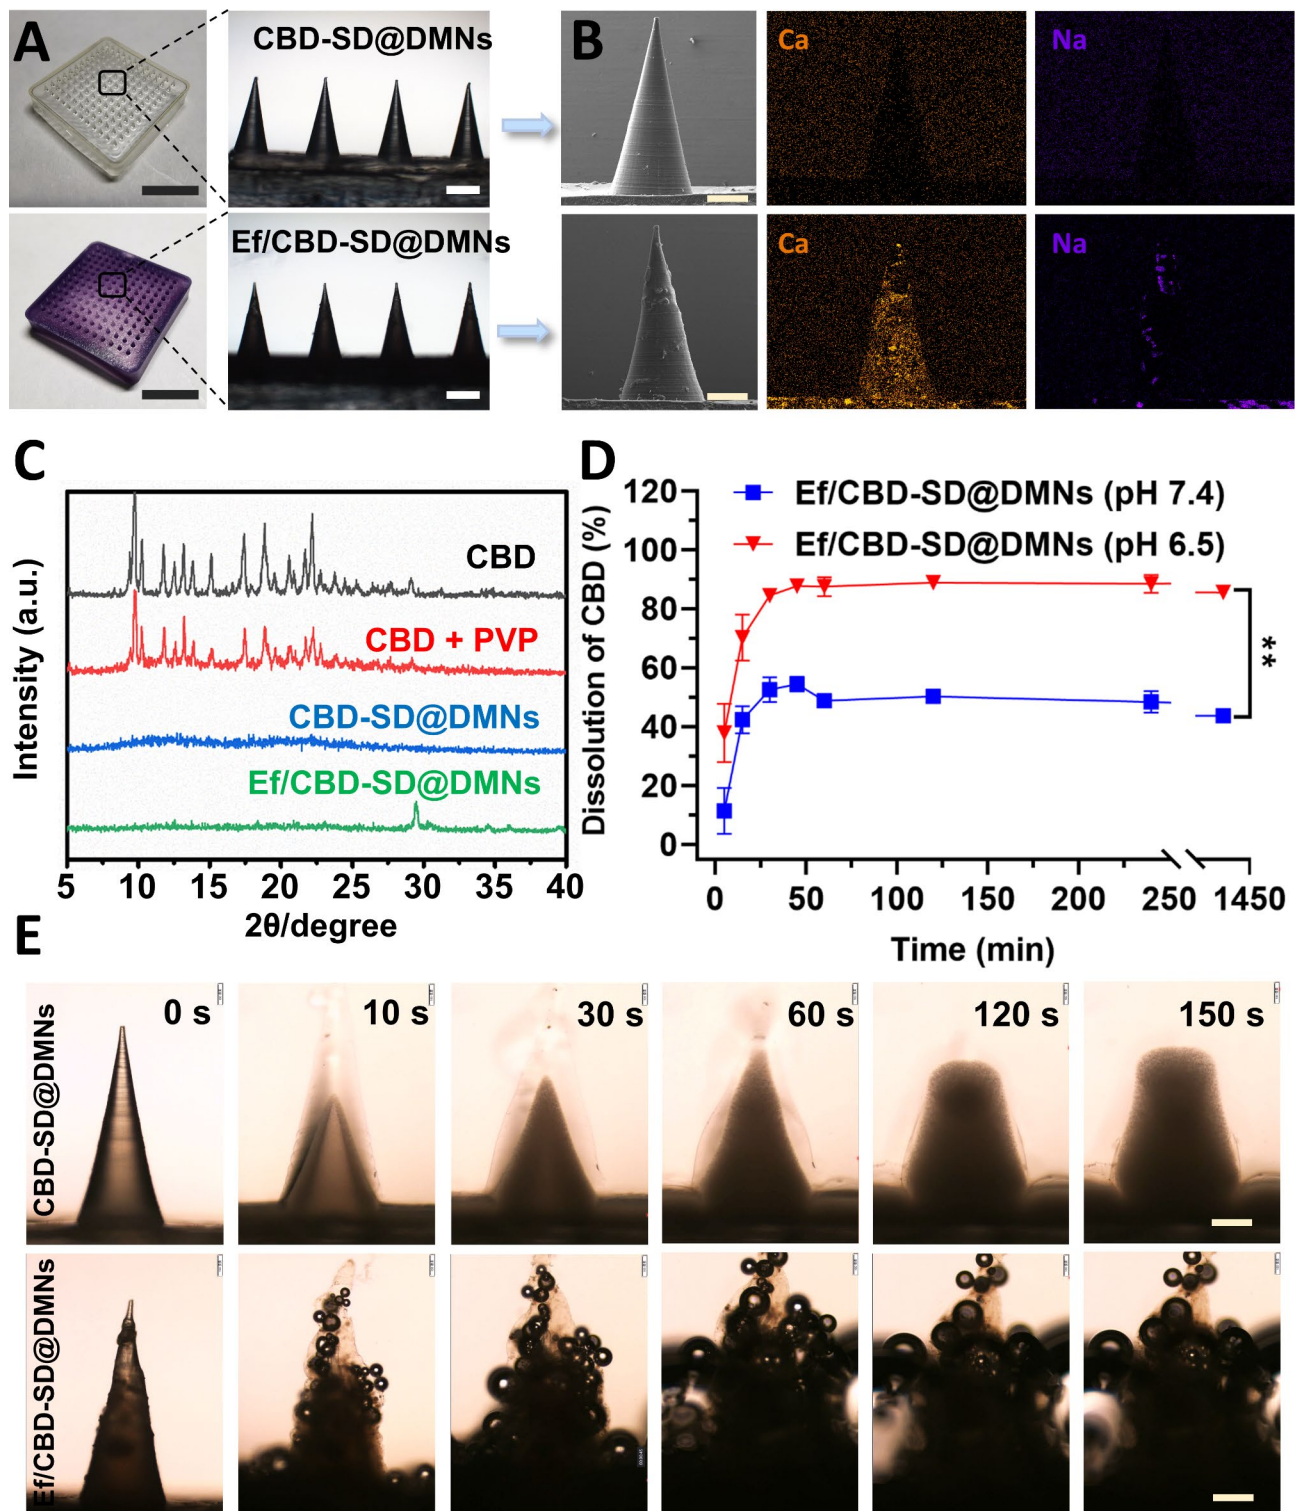 A
CBD-SD@DMNs
Ef/CBD-SD@DMNs
B
Ca
Na
Ca
Na
C
Intensity (a.u.)
CBD
CBD + PVP
CBD-SD@DMNs
Ef/CBD-SD@DMNs
5 10 15 20 25 30 35 40
2θ/degree
D
Dissolution of CBD (%)
120
100
80
60
40
20
0
Ef/CBD-SD@DMNs (pH 7.4)
Ef/CBD-SD@DMNs (pH 6.5)
**
0 50 100 150 200 250 1450
Time (min)
E
CBD-SD@DMNs
0 s
10 s
30 s
60 s
120 s
150 s
Ef/CBD-SD@DMNs